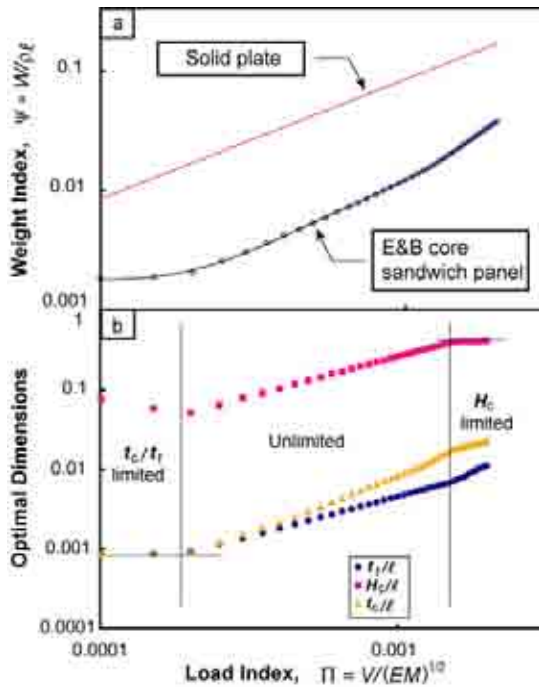 a
Solid plate
0.1
0.01
0.001
Weight Index, Ψ = W/ρℓ
E&B core
sandwich panel
b
1
0.1
0.01
0.001
0.0001
Optimal Dimensions
t_c/t_f
limited
Unlimited
H_c
limited
t_f/ℓ
H_c/ℓ
t_c/ℓ
0.0001
0.001
Load Index, Π = V/(EM)^1/2